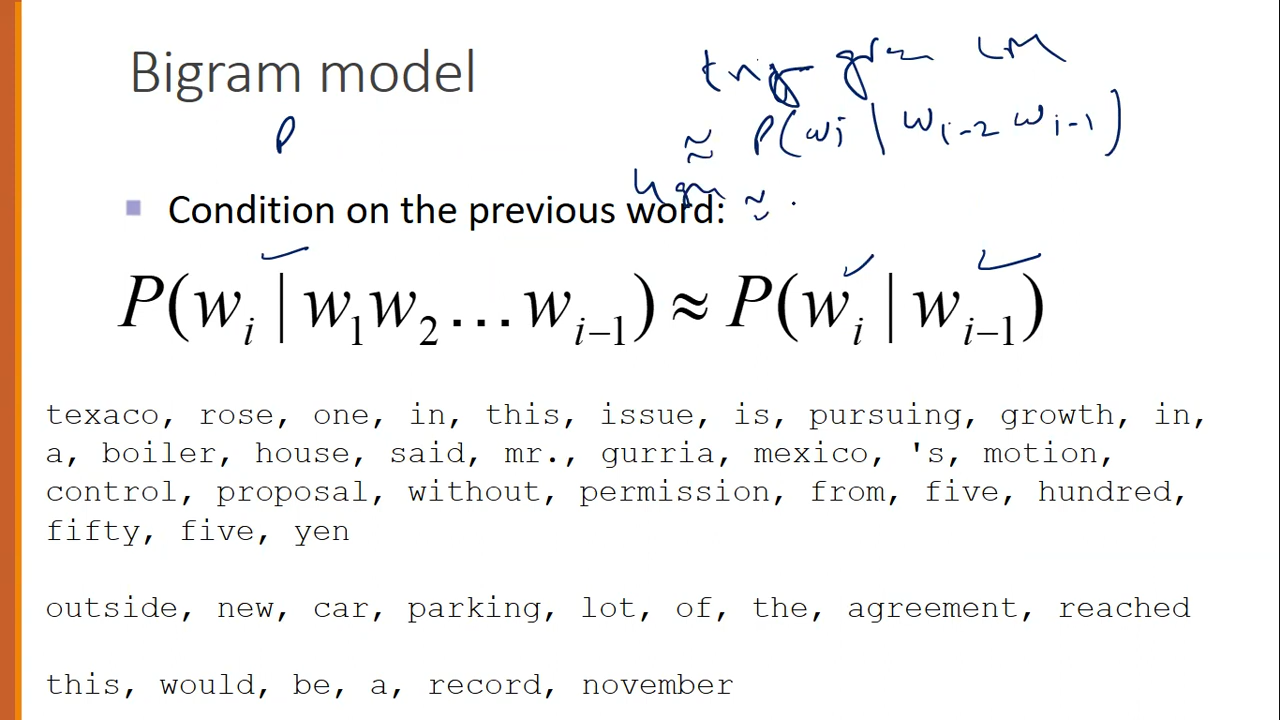 Bigram model
trigram LM
P
≈ P(wi | wi-2 wi-1)
4gm ≈
Condition on the previous word:
P(wi | w1w2…wi−1) ≈ P(wi | wi−1)
texaco, rose, one, in, this, issue, is, pursuing, growth, in,
a, boiler, house, said, mr., gurria, mexico, 's, motion,
control, proposal, without, permission, from, five, hundred,
fifty, five, yen
outside, new, car, parking, lot, of, the, agreement, reached
this, would, be, a, record, november